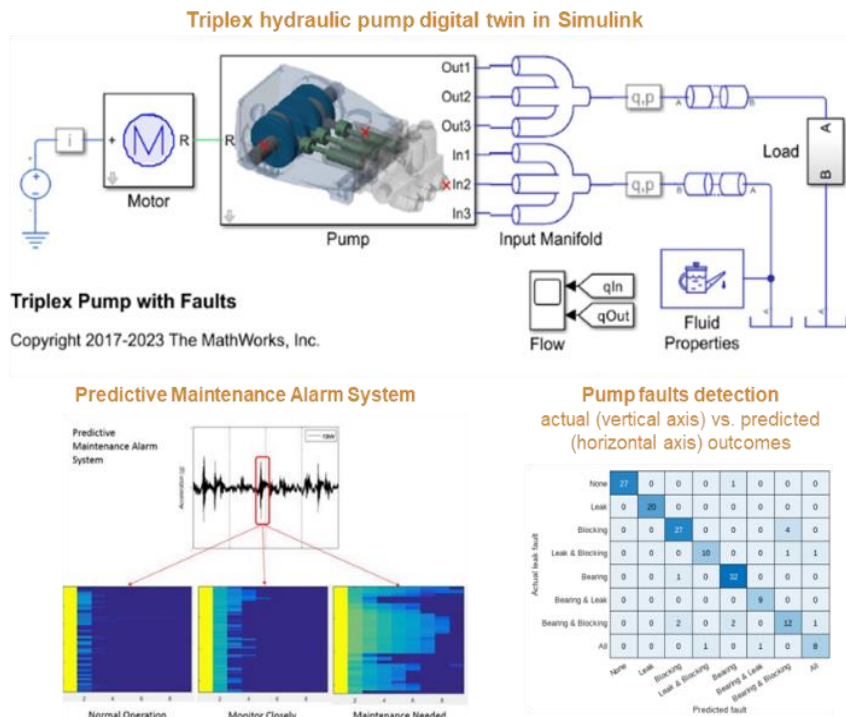 Triplex hydraulic pump digital twin in Simulink
i
+
M
R
Motor
R
Out1
Out2
Out3
In1
In2
In3
Pump
Input Manifold
q,p
A
B
q,p
B
A
Load
A
B
Triplex Pump with Faults
Copyright 2017-2023 The MathWorks, Inc.
qIn
qOut
Flow
Fluid
Properties
A
A
Predictive Maintenance Alarm System
Predictive
Maintenance Alarm
System
raw
Acceleration (g)
2 4 6 8
2 4 6 8
2 4 6 8
Normal Operation
Monitor Closely
Maintenance Needed
Pump faults detection
actual (vertical axis) vs. predicted
(horizontal axis) outcomes
Actual leak fault
None 27 0 0 0 1 0 0 0
Leak 0 20 0 0 0 0 0 0
Blocking 0 0 27 0 0 0 4 0
Leak & Blocking 0 0 0 10 0 0 1 1
Bearing 0 0 1 0 32 0 0 0
Bearing & Leak 0 0 0 0 0 9 0 0
Bearing & Blocking 0 0 2 0 2 0 12 1
All 0 0 0 1 0 1 0 8
None
Leak
Blocking
Leak & Blocking
Bearing
Bearing & Leak
Bearing & Blocking
All
Predicted fault